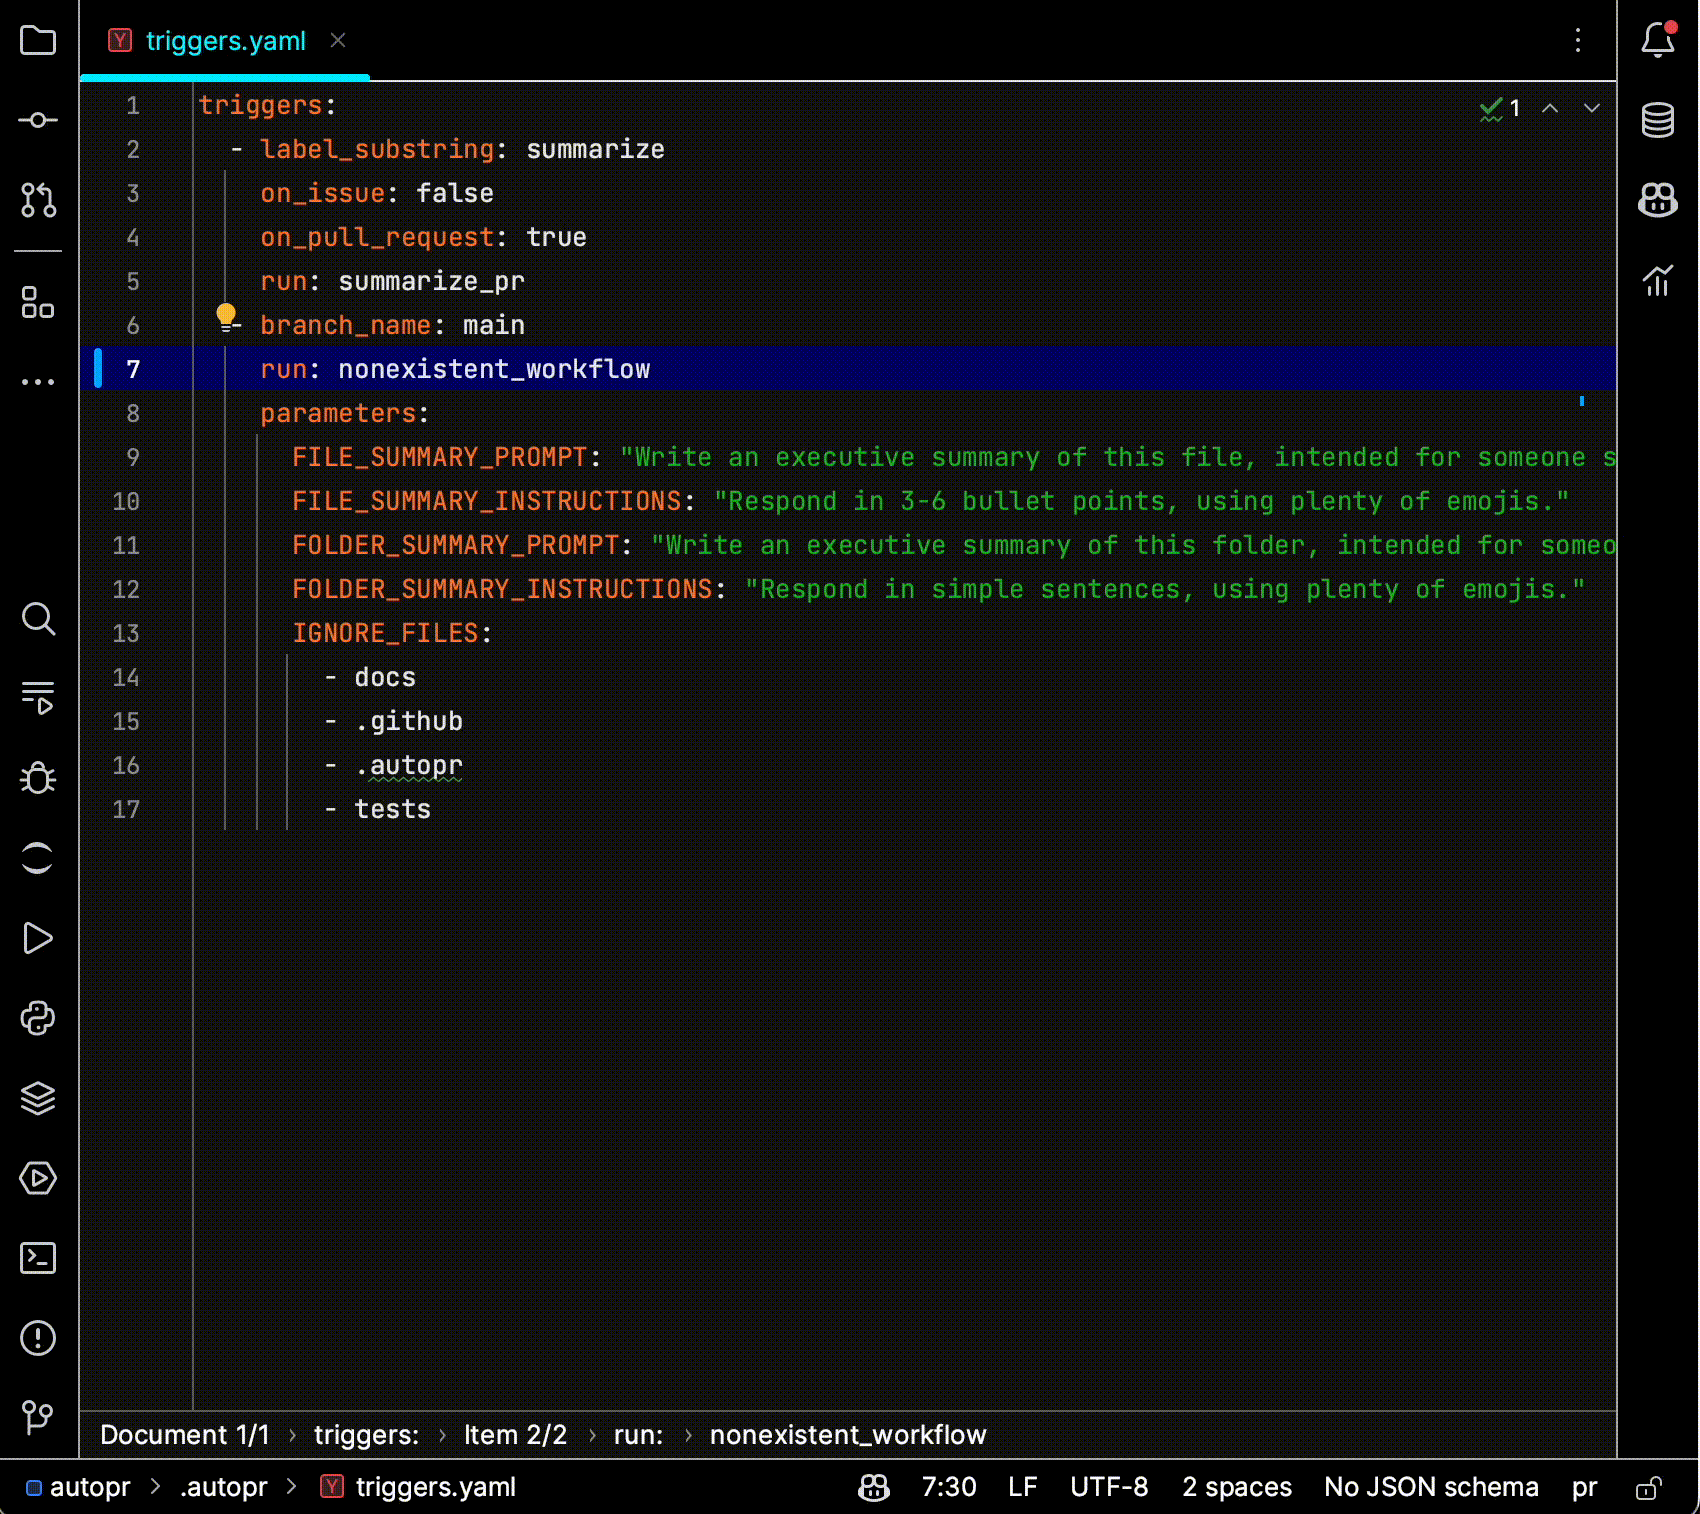 triggers.yaml
1 triggers:
2 - label_substring: summarize
3 on_issue: false
4 on_pull_request: true
5 run: summarize_pr
6 - branch_name: main
7 run: nonexistent_workflow
8 parameters:
9 FILE_SUMMARY_PROMPT: "Write an executive summary of this file, intended for someone s
10 FILE_SUMMARY_INSTRUCTIONS: "Respond in 3-6 bullet points, using plenty of emojis."
11 FOLDER_SUMMARY_PROMPT: "Write an executive summary of this folder, intended for someo
12 FOLDER_SUMMARY_INSTRUCTIONS: "Respond in simple sentences, using plenty of emojis."
13 IGNORE_FILES:
14 - docs
15 - .github
16 - .autopr
17 - tests
1
Document 1/1 › triggers: › Item 2/2 › run: › nonexistent_workflow
autopr > .autopr > triggers.yaml 7:30 LF UTF-8 2 spaces No JSON schema pr